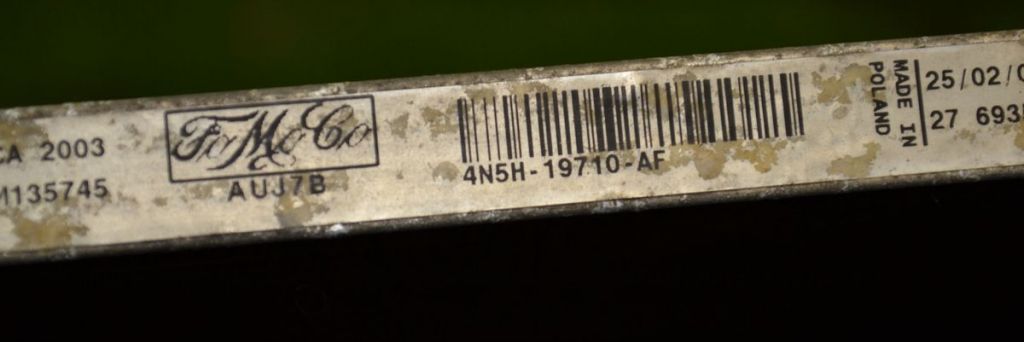 CA 2003
M135745
FoMoCo
AUJ7B
4N5H-19710-AF
MADE IN
POLAND
25/02/0
27 693